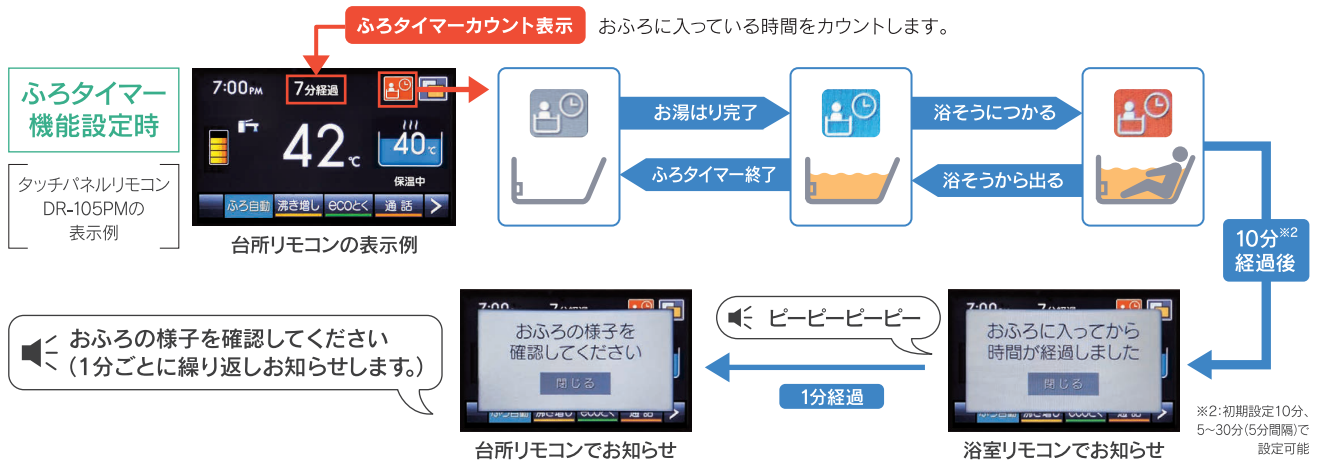 ふろタイマーカウント表示
おふろに入っている時間をカウントします。
ふろタイマー
機能設定時
タッチパネルリモコン
DR-105PMの
表示例
7:00PM
7分経過
42℃
40℃
保温中
ふろ自動 沸き増し ecoとく 通話 >
台所リモコンの表示例
お湯はり完了
ふろタイマー終了
浴そうにつかる
浴そうから出る
10分※2
経過後
おふろに入ってから
時間が経過しました
閉じる
浴室リモコンでお知らせ
※2:初期設定10分、
5~30分(5分間隔)で
設定可能
ピーピーピーピー
1分経過
おふろの様子を
確認してください
閉じる
台所リモコンでお知らせ
おふろの様子を確認してください
(1分ごとに繰り返しお知らせします。)